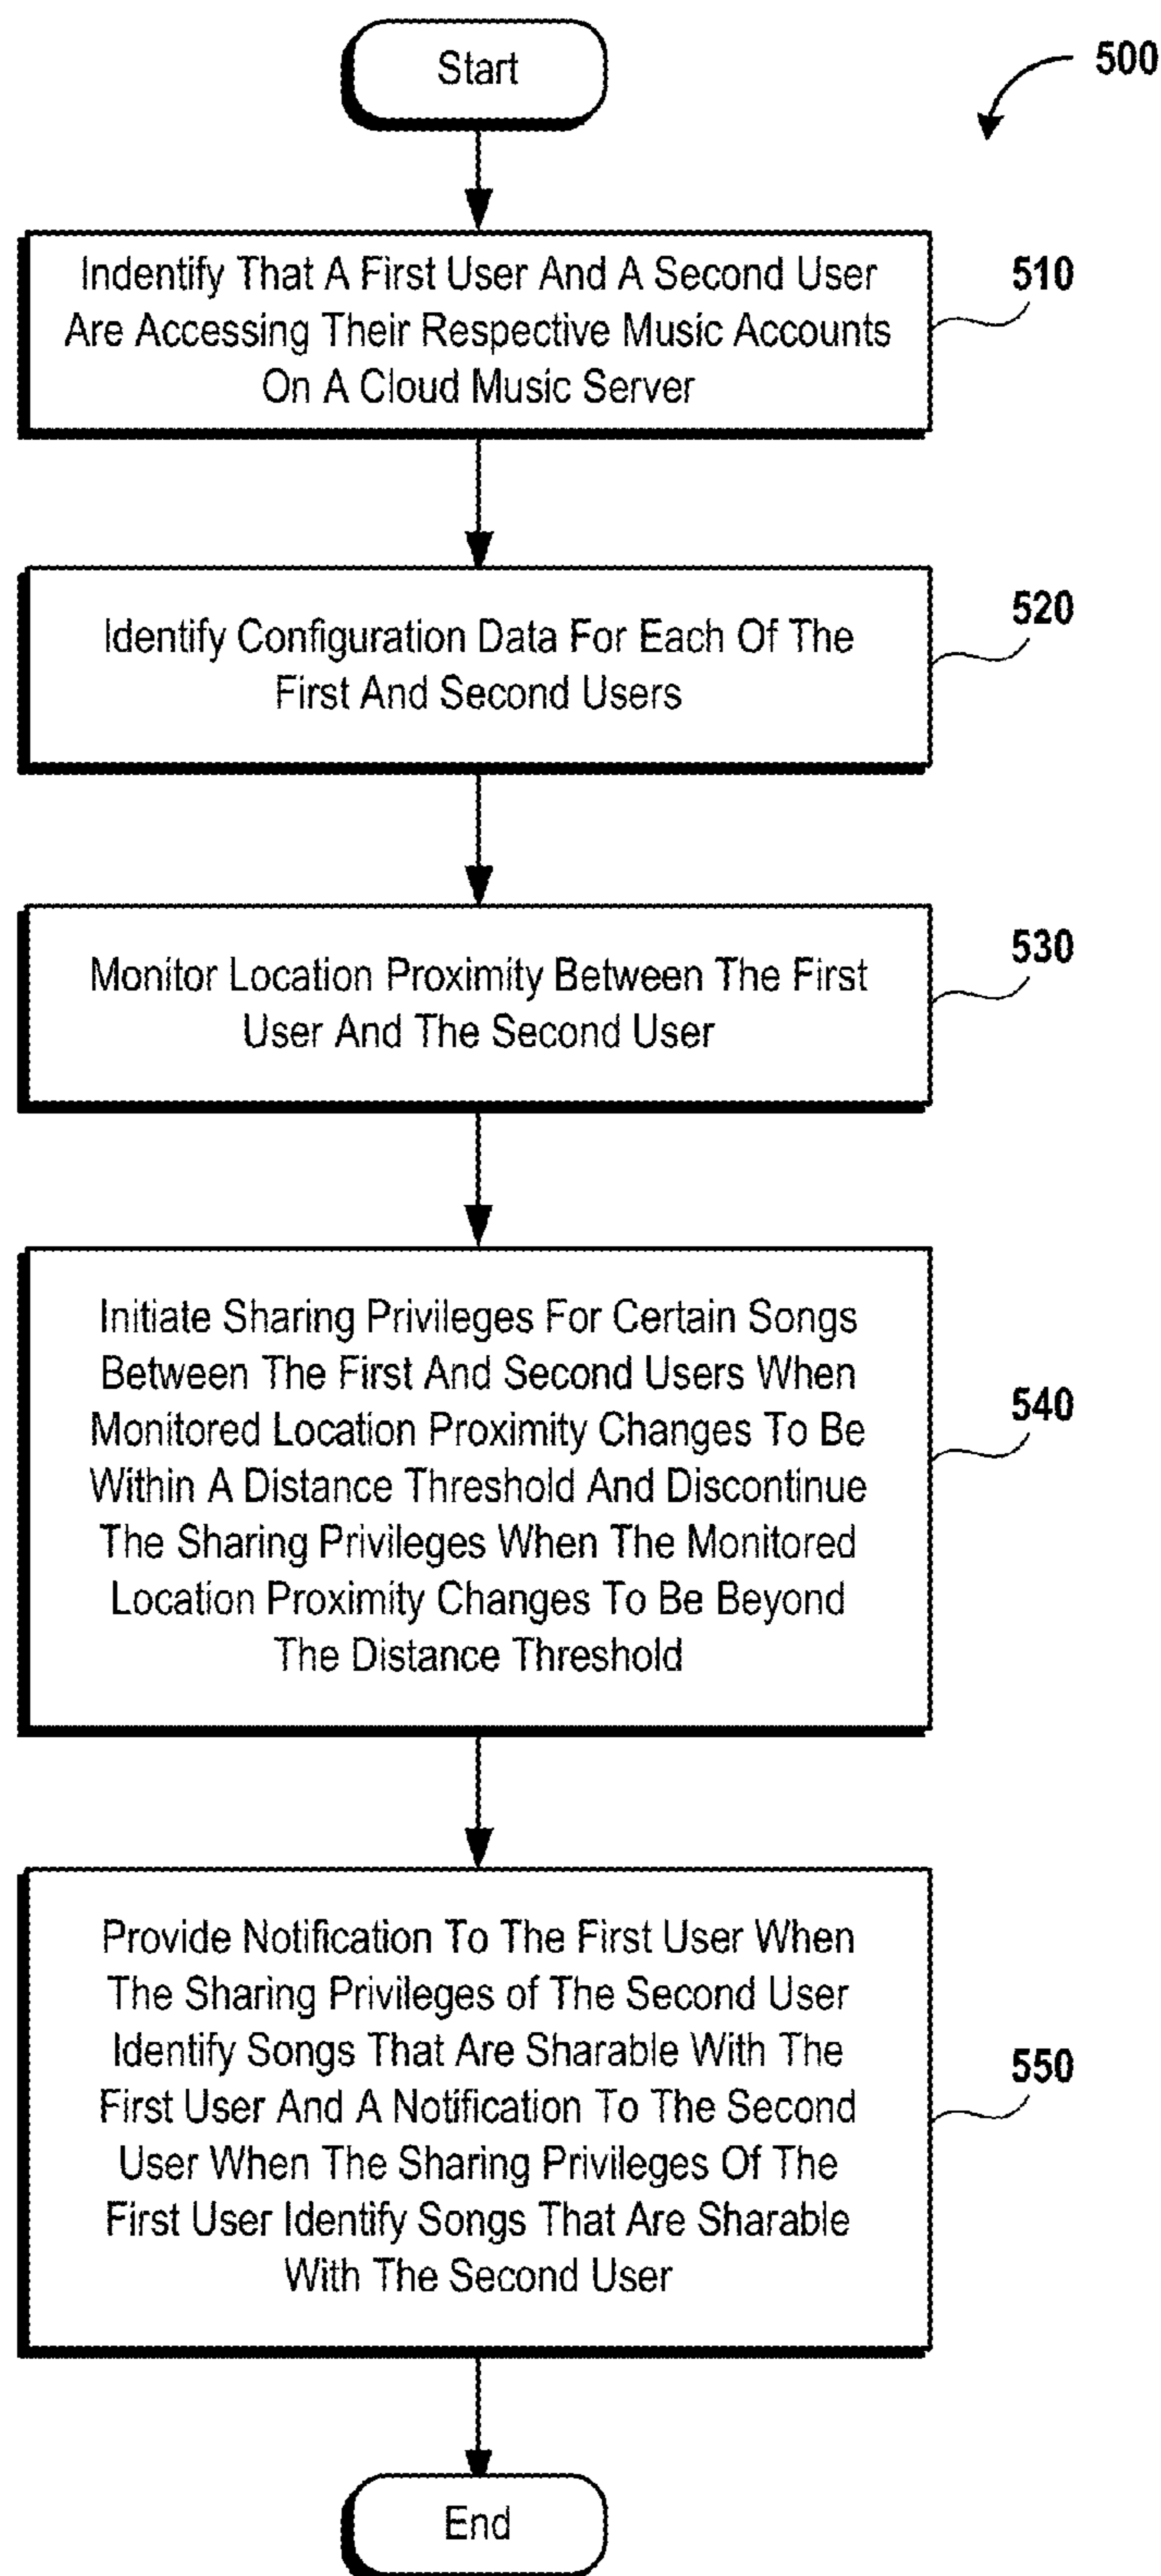 Start
500
Indentify That A First User And A Second User
Are Accessing Their Respective Music Accounts
On A Cloud Music Server
510
Identify Configuration Data For Each Of The
First And Second Users
520
Monitor Location Proximity Between The First
User And The Second User
530
Initiate Sharing Privileges For Certain Songs
Between The First And Second Users When
Monitored Location Proximity Changes To Be
Within A Distance Threshold And Discontinue
The Sharing Privileges When The Monitored
Location Proximity Changes To Be Beyond
The Distance Threshold
540
Provide Notification To The First User When
The Sharing Privileges of The Second User
Identify Songs That Are Sharable With The
First User And A Notification To The Second
User When The Sharing Privileges Of The
First User Identify Songs That Are Sharable
With The Second User
550
End